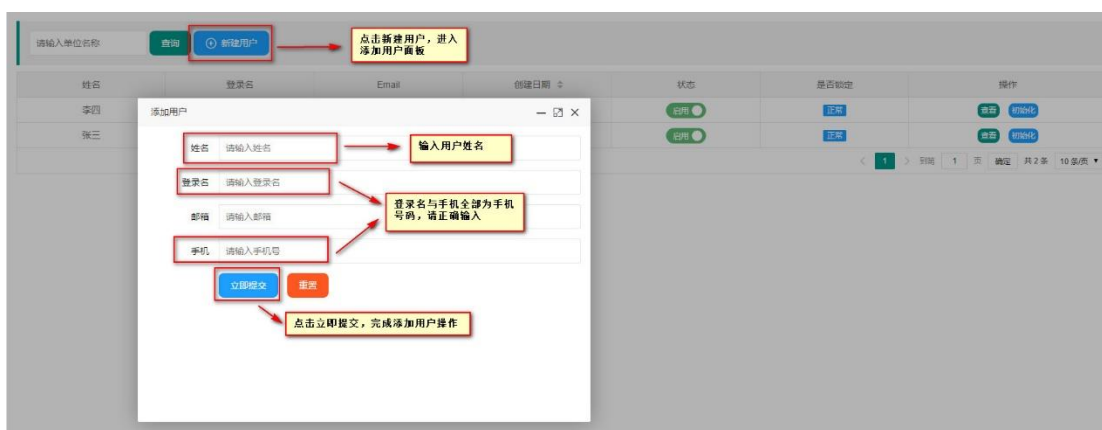 请输入单位名称 查询 新建用户 点击新建用户，进入
添加用户面板
姓名 登录名 Email 创建日期 状态 是否锁定 操作
李四 启用 正常 查看 初始化
添加用户
张三 启用 正常 查看 初始化
姓名 请输入姓名 输入用户姓名
1 到第 1 页 确定 共 2 条 10 条/页
登录名 请输入登录名
登录名与手机全部为手机
号码，请正确输入
邮箱 请输入邮箱
手机 请输入手机号
立即提交 重置
点击立即提交，完成添加用户操作